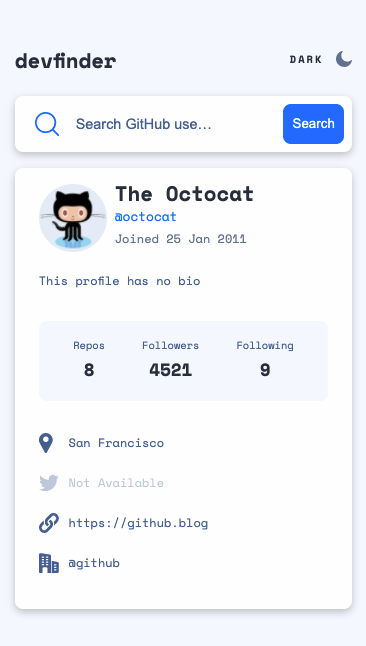 devfinder
DARK
Search GitHub use...
Search
The Octocat
@octocat
Joined 25 Jan 2011
This profile has no bio
Repos Followers Following
8 4521 9
San Francisco
Not Available
https://github.blog
@github